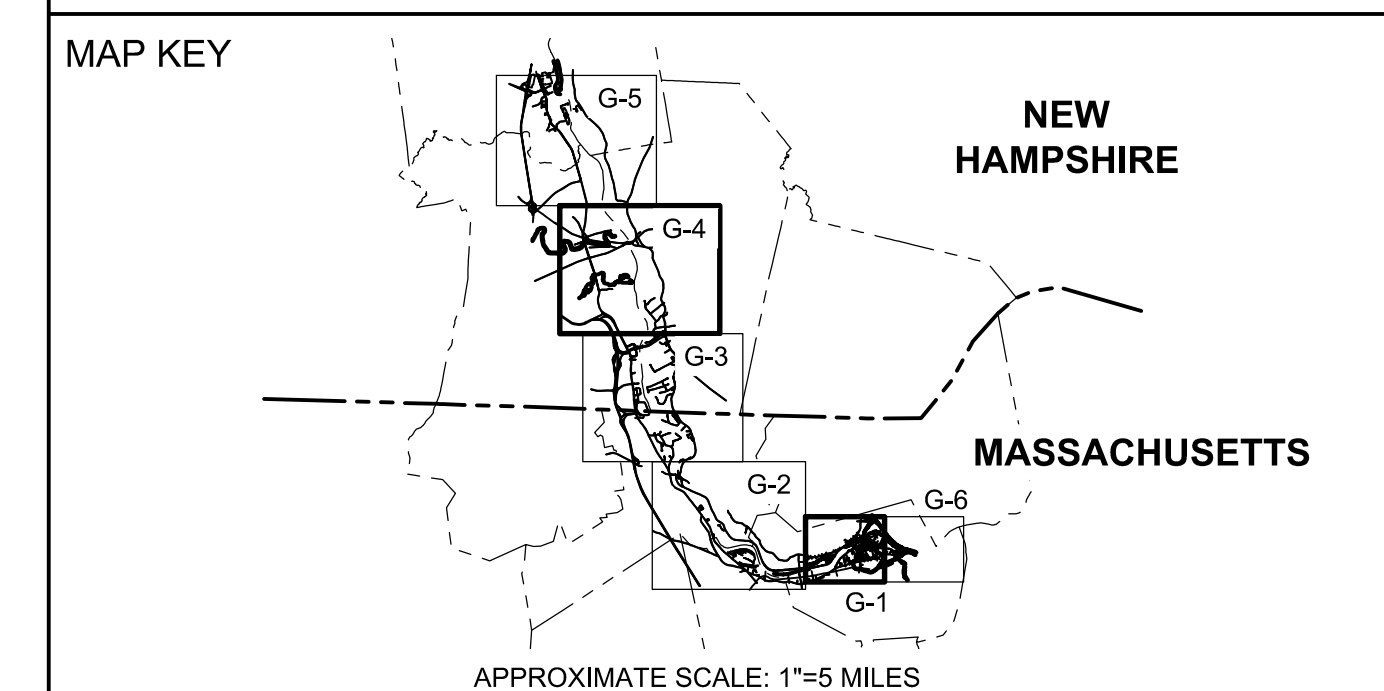 MAP KEY
G-5
NEW
HAMPSHIRE
G-4
G-3
MASSACHUSETTS
G-2
G-6
G-1
APPROXIMATE SCALE: 1"=5 MILES